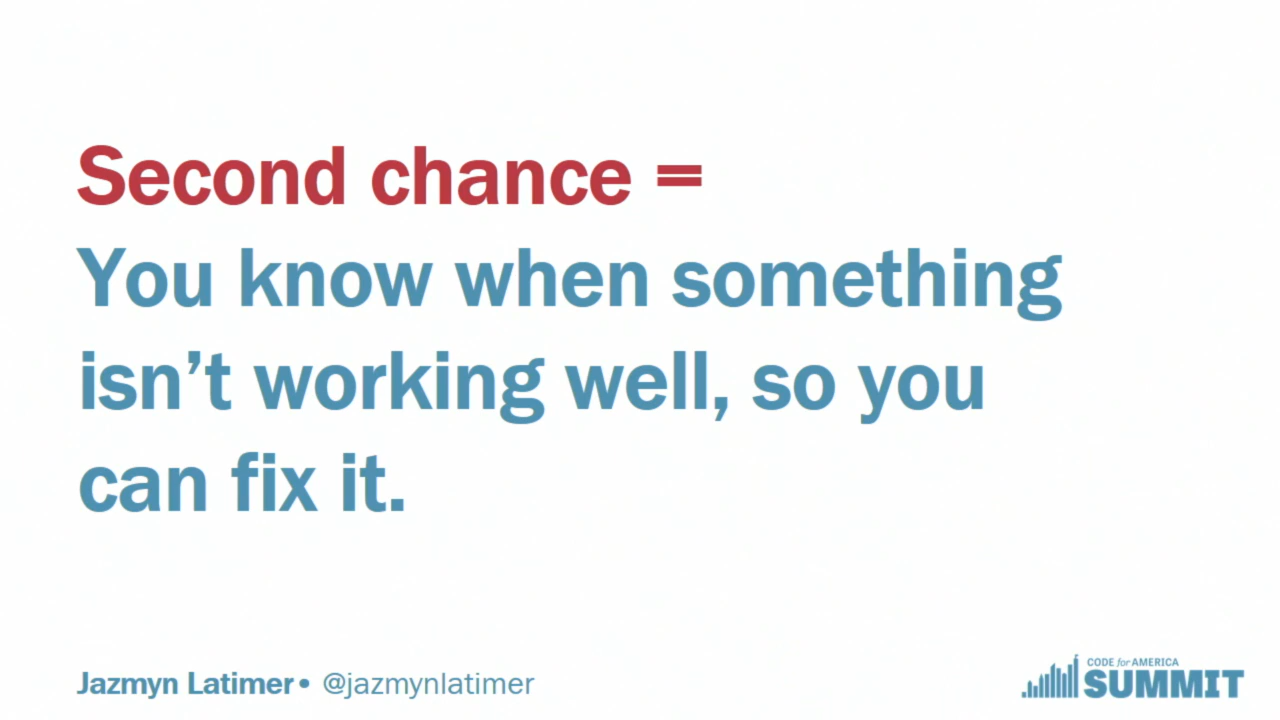 Second chance =
You know when something
isn’t working well, so you
can fix it.
Jazmyn Latimer • @jazmynlatimer
CODE for AMERICA
SUMMIT